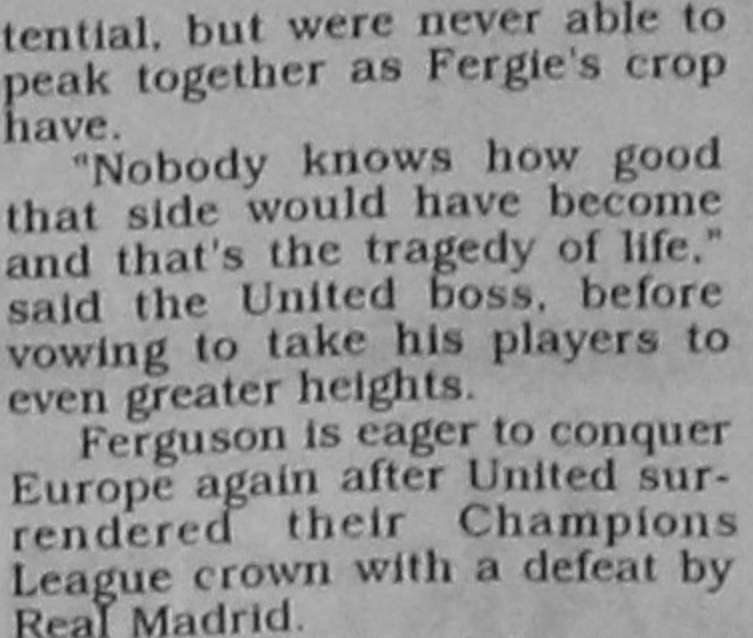 tential, but were never able to
peak together as Fergie's crop
have.
"Nobody knows how good
that side would have become
and that's the tragedy of life,"
said the United boss, before
vowing to take his players to
even greater heights.
Ferguson is eager to conquer
Europe again after United sur-
rendered their Champions
League crown with a defeat by
Real Madrid.